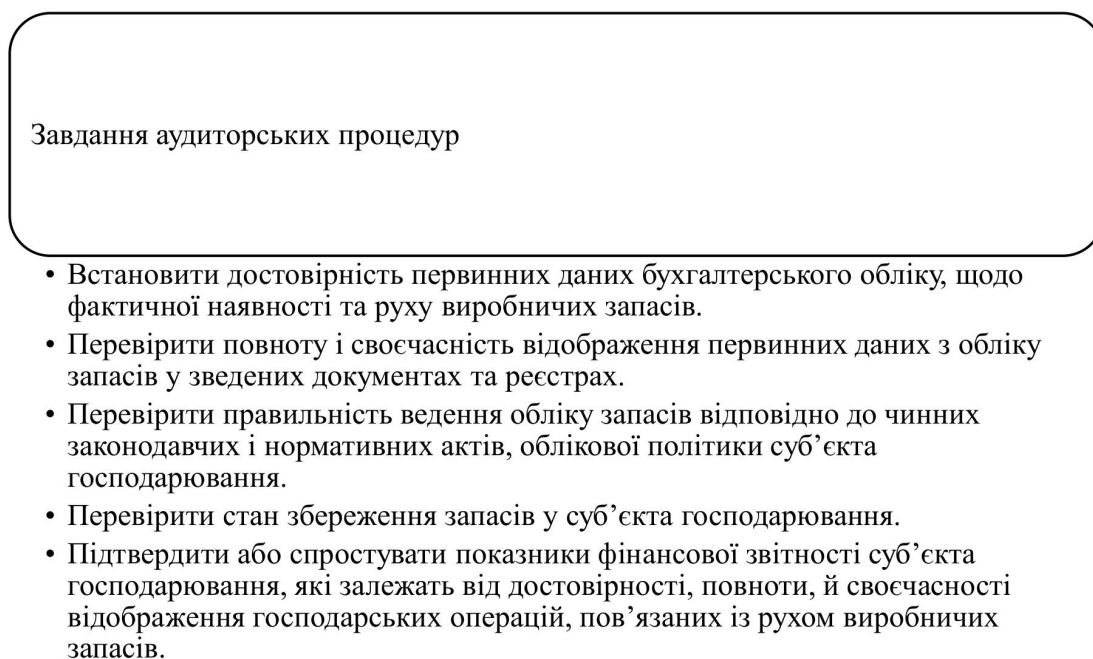 Завдання аудиторських процедур
• Встановити достовірність первинних даних бухгалтерського обліку, щодо
фактичної наявності та руху виробничих запасів.
• Перевірити повноту і своєчасність відображення первинних даних з обліку
запасів у зведених документах та реєстрах.
• Перевірити правильність ведення обліку запасів відповідно до чинних
законодавчих і нормативних актів, облікової політики суб’єкта
господарювання.
• Перевірити стан збереження запасів у суб’єкта господарювання.
• Підтвердити або спростувати показники фінансової звітності суб’єкта
господарювання, які залежать від достовірності, повноти, й своєчасності
відображення господарських операцій, пов’язаних із рухом виробничих
запасів.